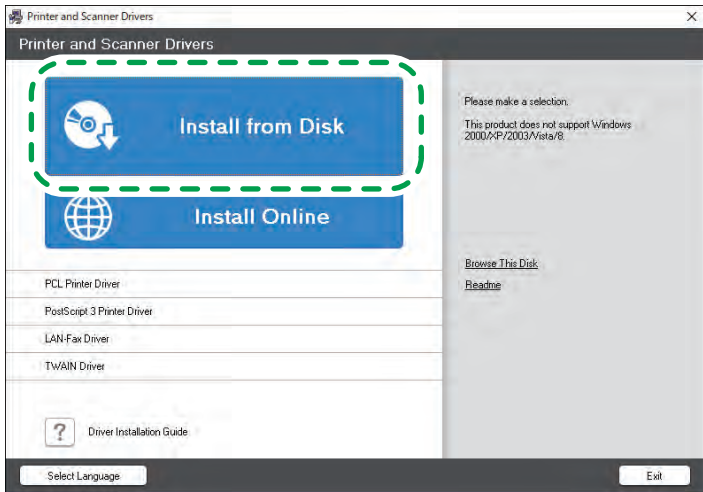 Printer and Scanner Drivers
Printer and Scanner Drivers
Install from Disk
Install Online
PCL Printer Driver
PostScript 3 Printer Driver
LAN-Fax Driver
TWAIN Driver
?
Driver Installation Guide
Please make a selection.
This product does not support Windows
2000/XP/2003/Vista/8.
Browse This Disk
Readme
Select Language
Exit